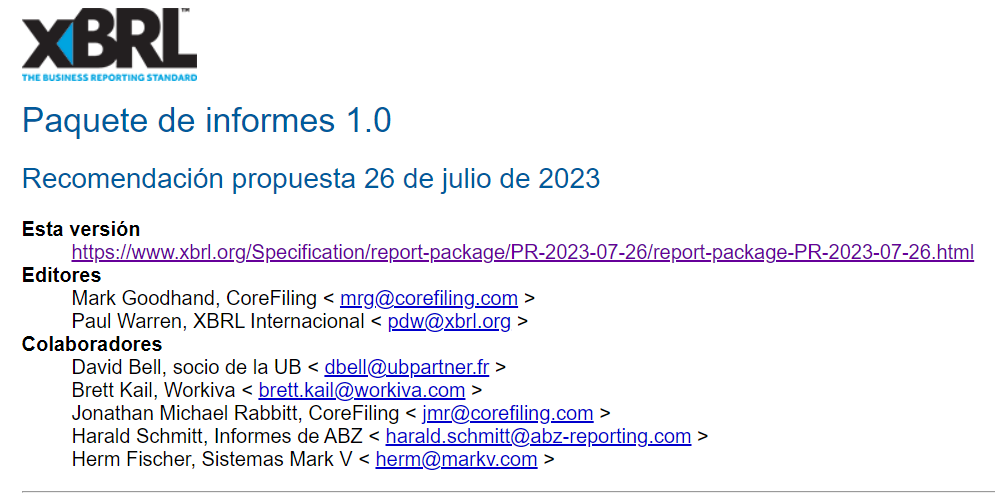 XBRL™
THE BUSINESS REPORTING STANDARD
Paquete de informes 1.0
Recomendación propuesta 26 de julio de 2023
Esta versión
https://www.xbrl.org/Specification/report-package/PR-2023-07-26/report-package-PR-2023-07-26.html
Editores
Mark Goodhand, CoreFiling < mrg@corefiling.com >
Paul Warren, XBRL Internacional < pdw@xbrl.org >
Colaboradores
David Bell, socio de la UB < dbell@ubpartner.fr >
Brett Kail, Workiva < brett.kail@workiva.com >
Jonathan Michael Rabbitt, CoreFiling < jmr@corefiling.com >
Harald Schmitt, Informes de ABZ < harald.schmitt@abz-reporting.com >
Herm Fischer, Sistemas Mark V < herm@markv.com >